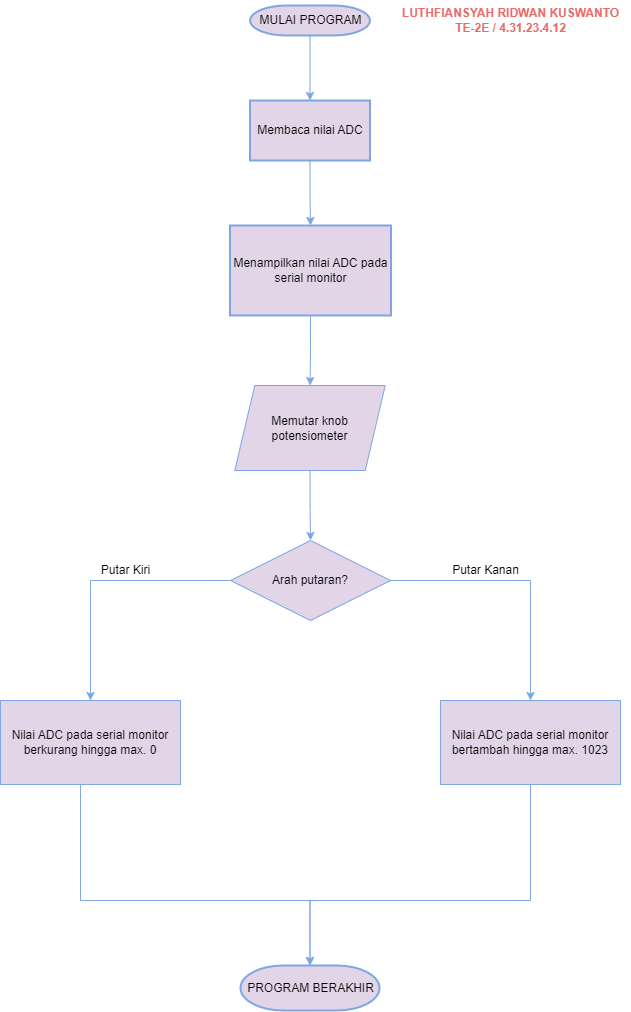 MULAI PROGRAM
LUTHFIANSYAH RIDWAN KUSWANTO
TE-2E / 4.31.23.4.12
Membaca nilai ADC
Menampilkan nilai ADC pada
serial monitor
Memutar knob
potensiometer
Arah putaran?
Putar Kiri
Putar Kanan
Nilai ADC pada serial monitor
berkurang hingga max. 0
Nilai ADC pada serial monitor
bertambah hingga max. 1023
PROGRAM BERAKHIR